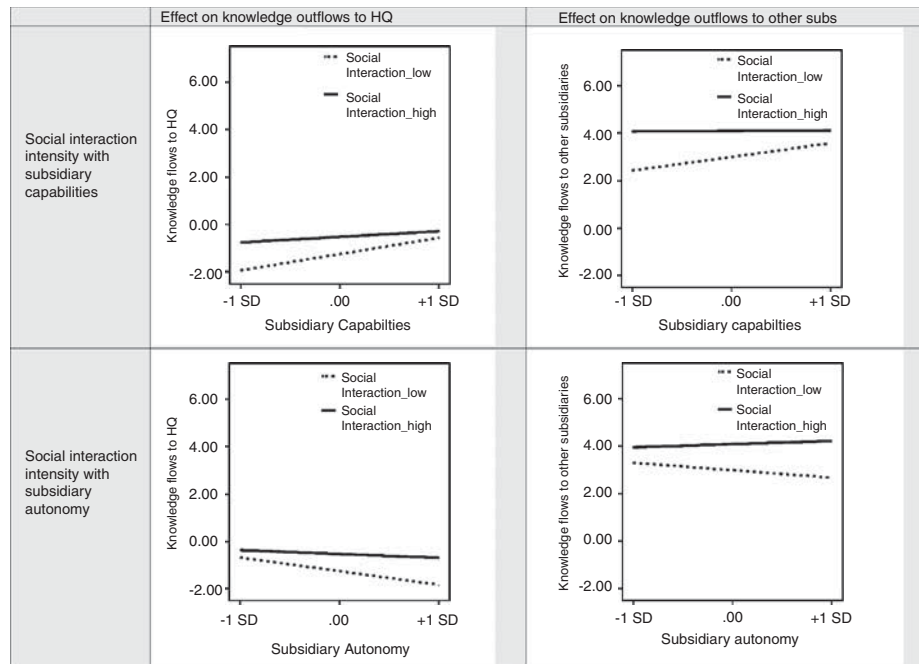 Effect on knowledge outflows to HQ
Effect on knowledge outflows to other subs
Social interaction
intensity with
subsidiary
capabilities
Knowledge flows to HQ
6.00
4.00
2.00
0.00
-2.00
Social
Interaction_low
Social
Interaction_high
-1 SD
.00
+1 SD
Subsidiary Capabilties
Knowledge flows to other subsidiaries
6.00
4.00
2.00
0.00
-2.00
Social
Interaction_low
Social
Interaction_high
-1 SD
.00
+1 SD
Subsidiary capabilties
Social interaction
intensity with
subsidiary
autonomy
Knowledge flows to HQ
6.00
4.00
2.00
0.00
-2.00
Social
Interaction_low
Social
Interaction_high
-1 SD
.00
+1 SD
Subsidiary Autonomy
Knowledge flows to other subsidiaries
6.00
4.00
2.00
0.00
-2.00
Social
Interaction_low
Social
Interaction_high
-1 SD
.00
+1 SD
Subsidiary autonomy